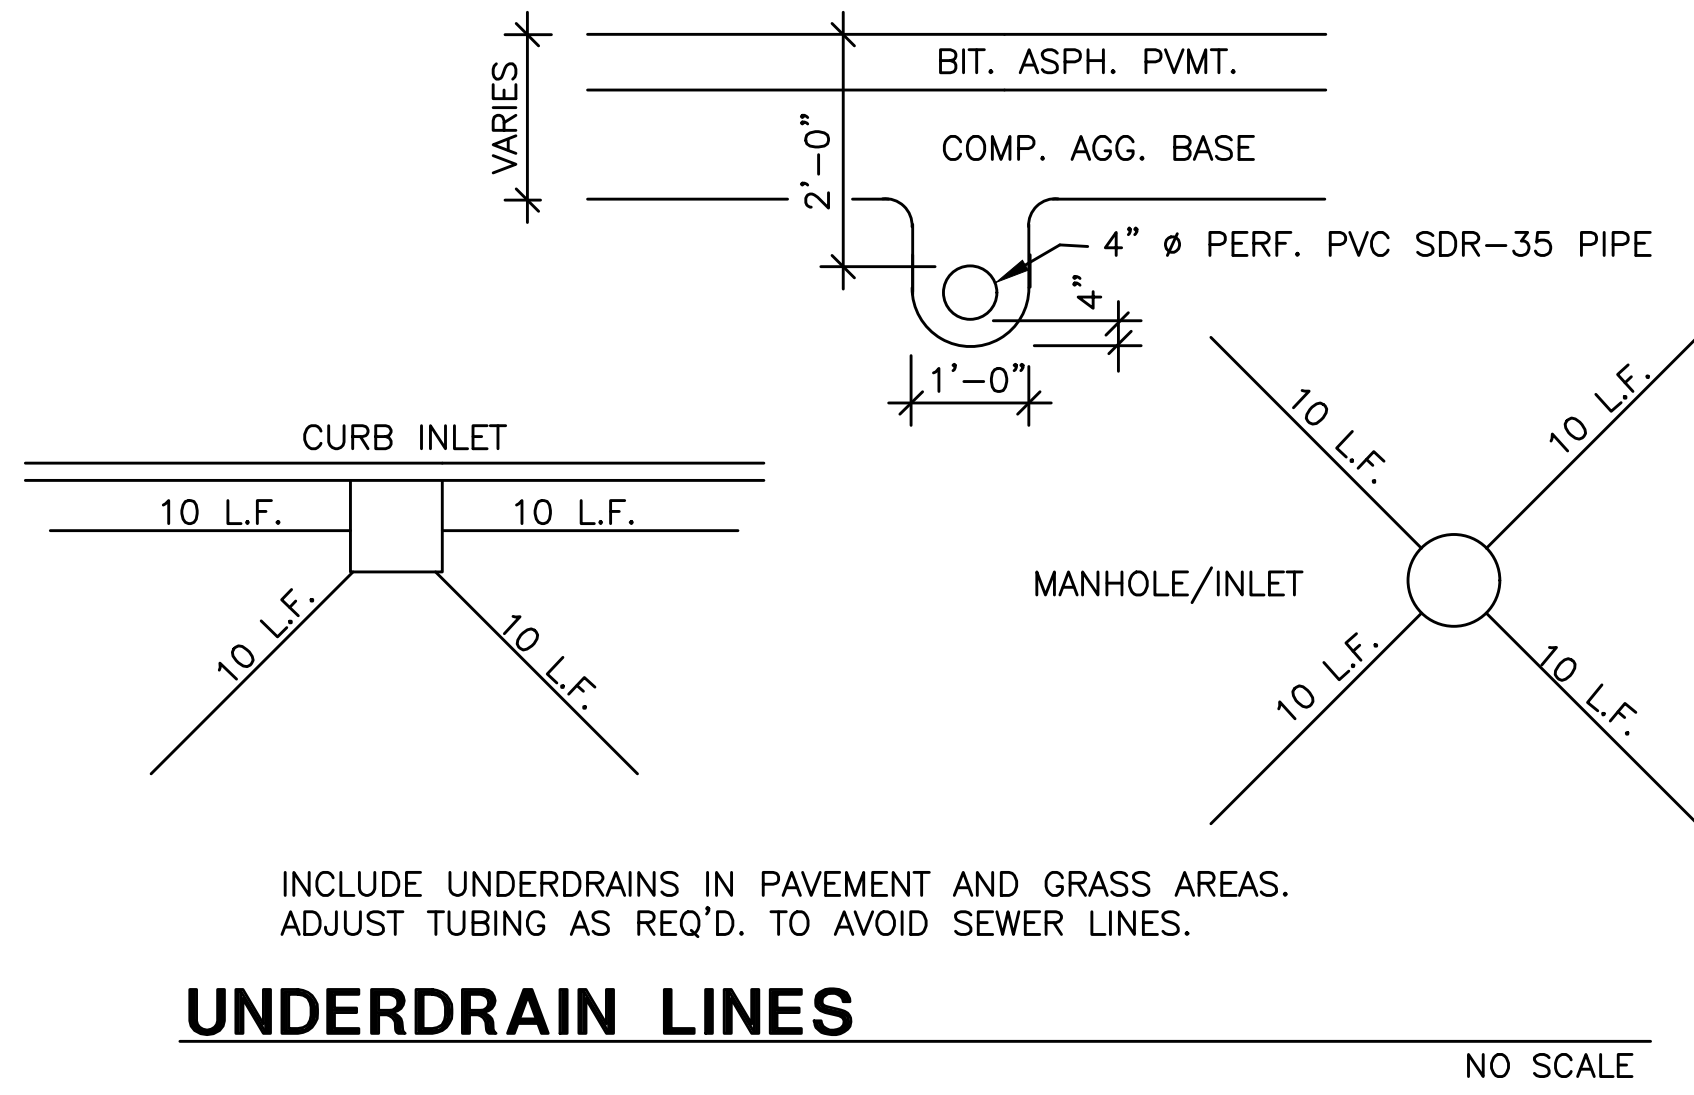 VARIES
BIT. ASPH. PVMT.
2'-0"
COMP. AGG. BASE
4" Ø PERF. PVC SDR-35 PIPE
4"
1'-0"
CURB INLET
10 L.F.
10 L.F.
10 L.F.
10 L.F.
10 L.F.
10 L.F.
MANHOLE/INLET
10 L.F.
10 L.F.
INCLUDE UNDERDRAINS IN PAVEMENT AND GRASS AREAS.
ADJUST TUBING AS REQ'D. TO AVOID SEWER LINES.
UNDERDRAIN LINES
NO SCALE